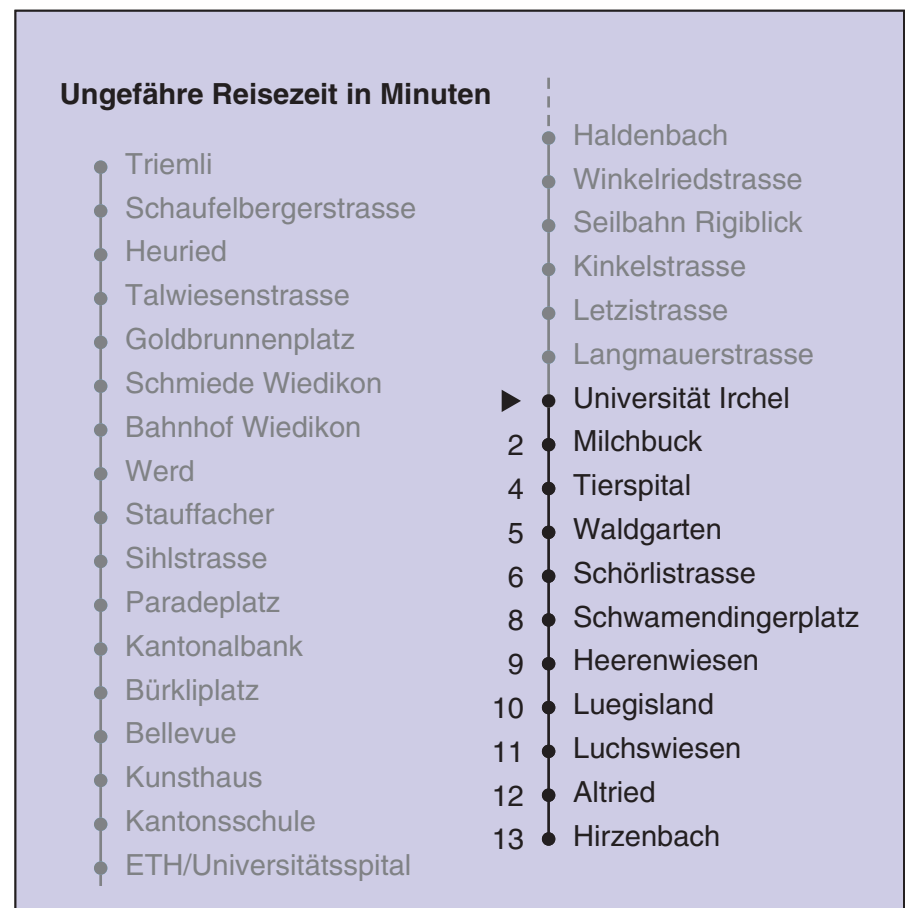 Ungefähre Reisezeit in Minuten
Triemli
Schaufelbergerstrasse
Heuried
Talwiesenstrasse
Goldbrunnenplatz
Schmiede Wiedikon
Bahnhof Wiedikon
Werd
Stauffacher
Sihlstrasse
Paradeplatz
Kantonalbank
Bürkliplatz
Bellevue
Kunsthaus
Kantonsschule
ETH/Universitätsspital
Haldenbach
Winkelriedstrasse
Seilbahn Rigiblick
Kinkelstrasse
Letzistrasse
Langmauerstrasse
Universität Irchel
2 Milchbuck
4 Tierspital
5 Waldgarten
6 Schörlistrasse
8 Schwamendingerplatz
9 Heerenwiesen
10 Luegisland
11 Luchswiesen
12 Altried
13 Hirzenbach